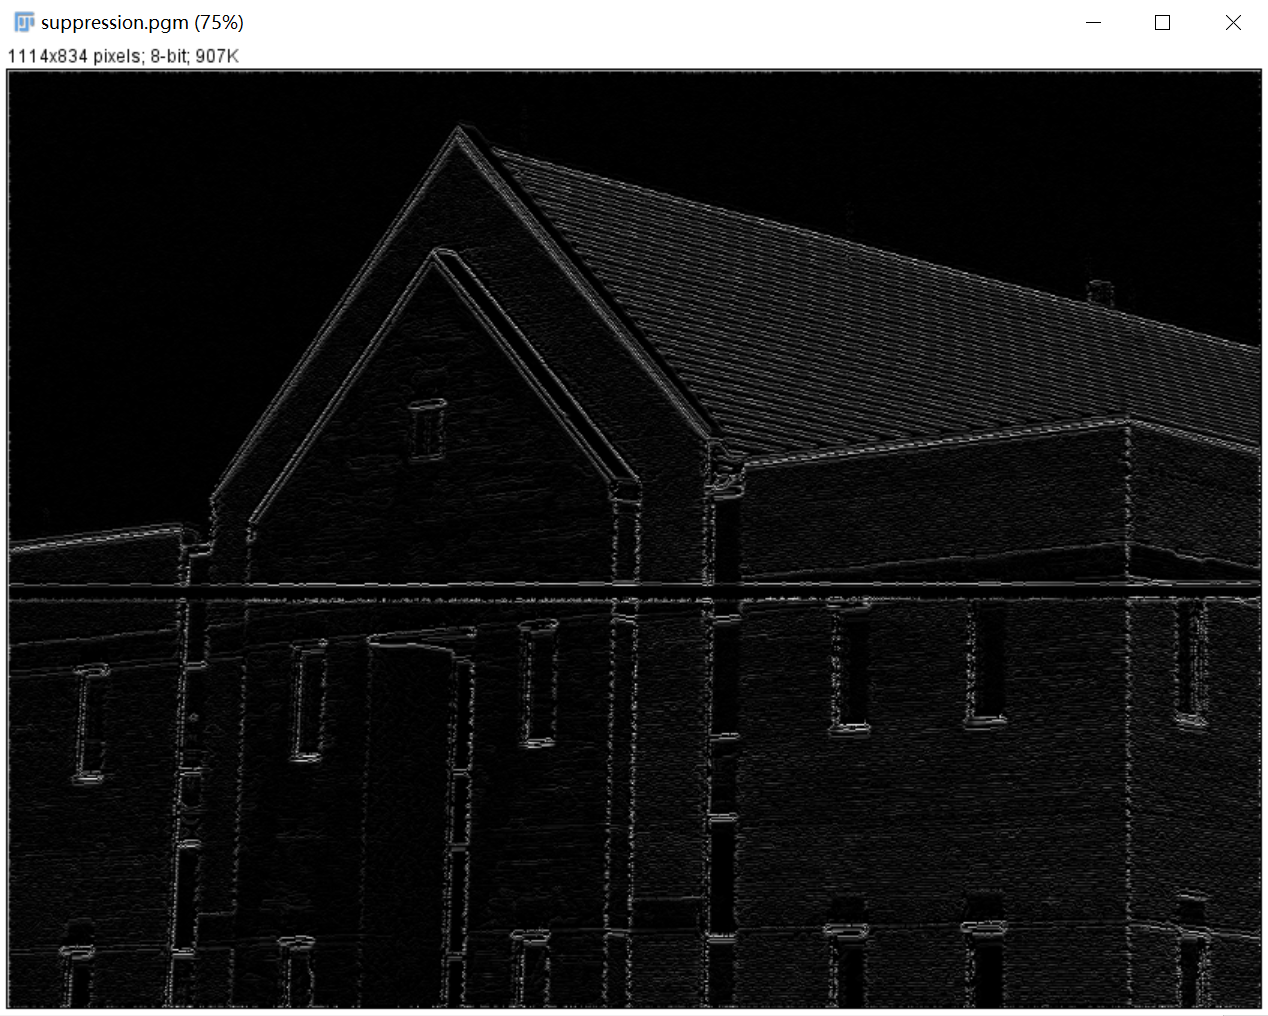 suppression.pgm (75%)
1114x834 pixels; 8-bit; 907K